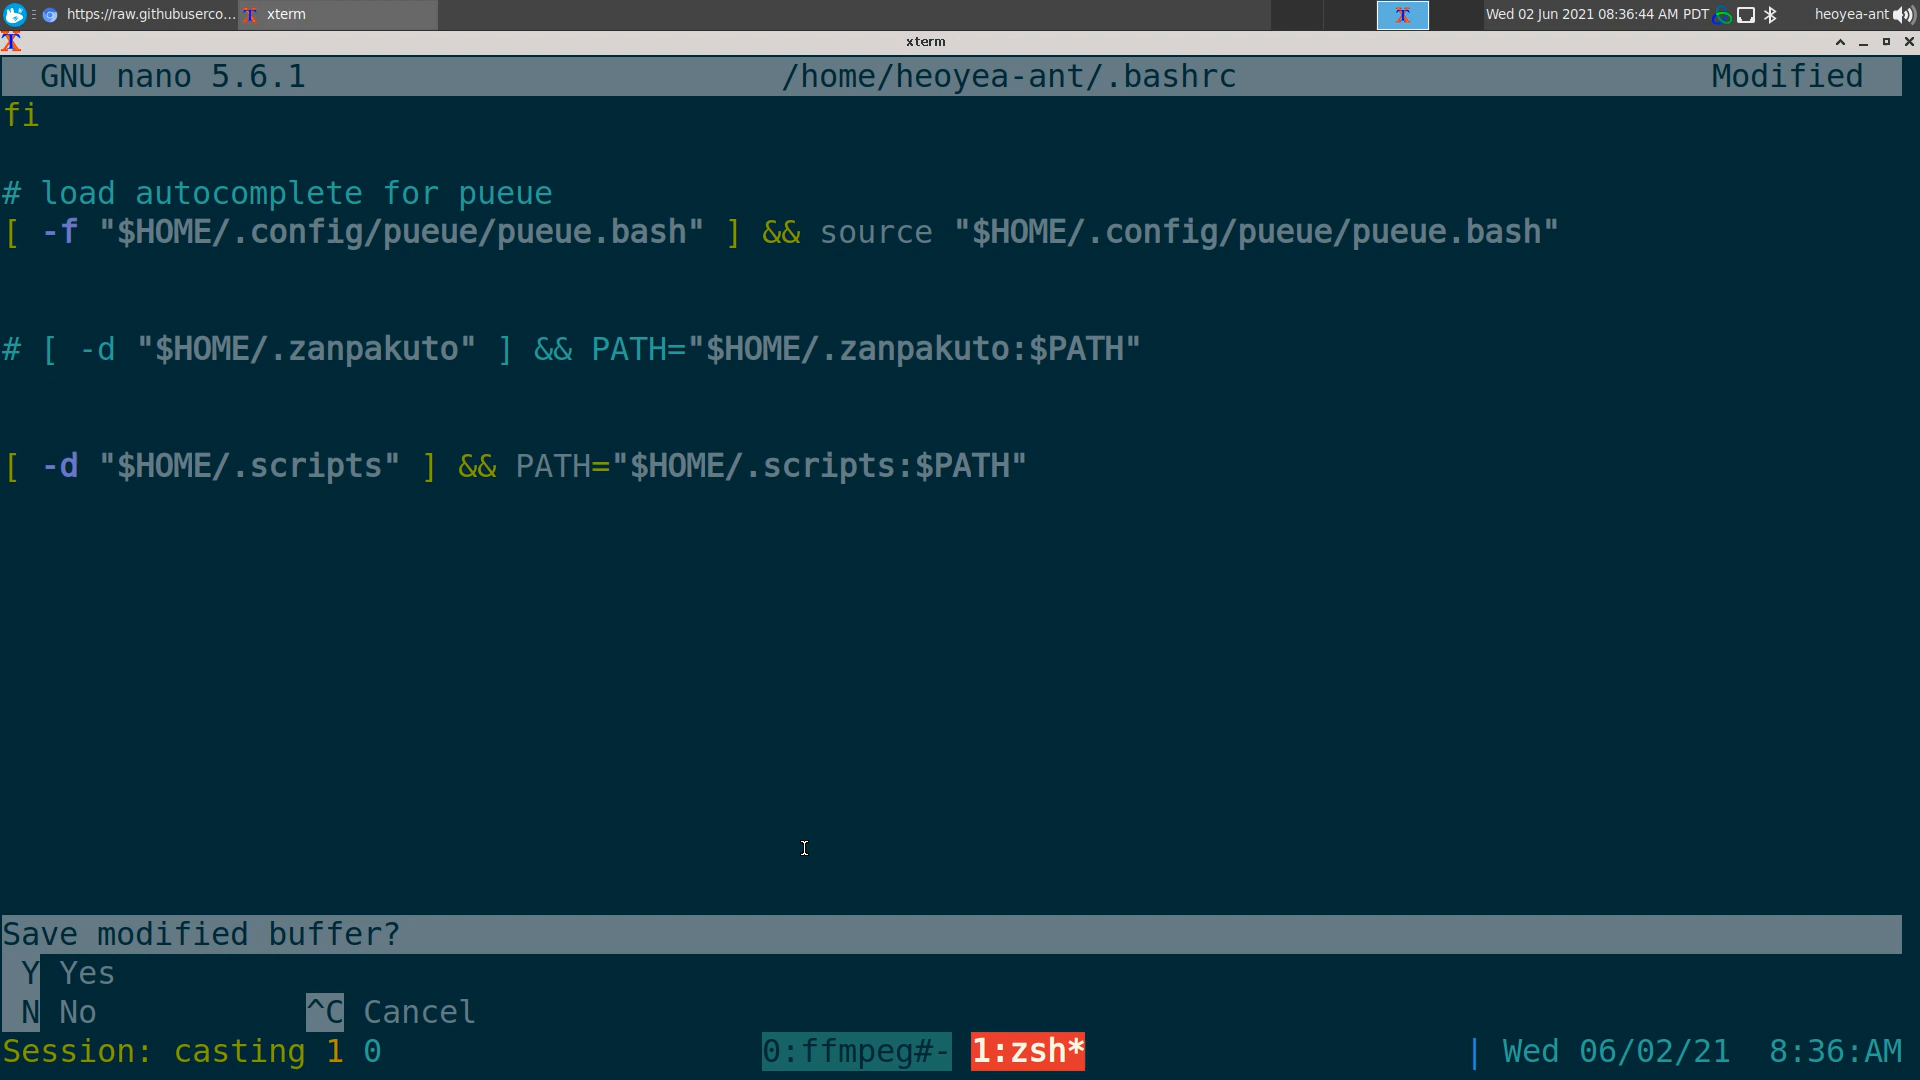 https://raw.githubuserco... xterm Wed 02 Jun 2021 08:36:44 AM PDT heoyea-ant
xterm
GNU nano 5.6.1 /home/heoyea-ant/.bashrc Modified
fi
# load autocomplete for pueue
[ -f "$HOME/.config/pueue/pueue.bash" ] && source "$HOME/.config/pueue/pueue.bash"
# [ -d "$HOME/.zanpakuto" ] && PATH="$HOME/.zanpakuto:$PATH"
[ -d "$HOME/.scripts" ] && PATH="$HOME/.scripts:$PATH"
Save modified buffer?
Y Yes
N No ^C Cancel
Session: casting 1 0 0:ffmpeg#- 1:zsh* | Wed 06/02/21 8:36:AM